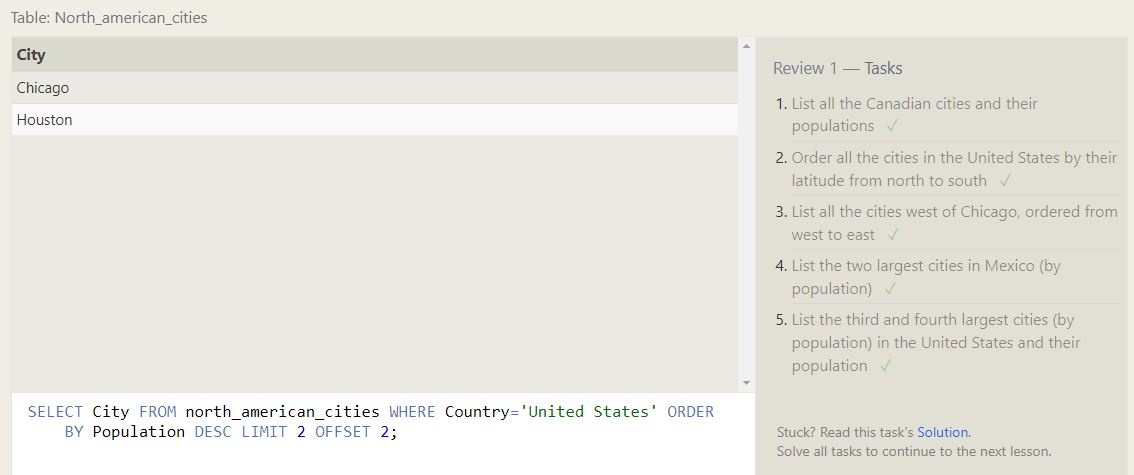 Table: North_american_cities
City
Chicago
Houston
SELECT City FROM north_american_cities WHERE Country='United States' ORDER
BY Population DESC LIMIT 2 OFFSET 2;
Review 1 — Tasks
1. List all the Canadian cities and their
populations ✓
2. Order all the cities in the United States by their
latitude from north to south ✓
3. List all the cities west of Chicago, ordered from
west to east ✓
4. List the two largest cities in Mexico (by
population) ✓
5. List the third and fourth largest cities (by
population) in the United States and their
population ✓
Stuck? Read this task's Solution.
Solve all tasks to continue to the next lesson.